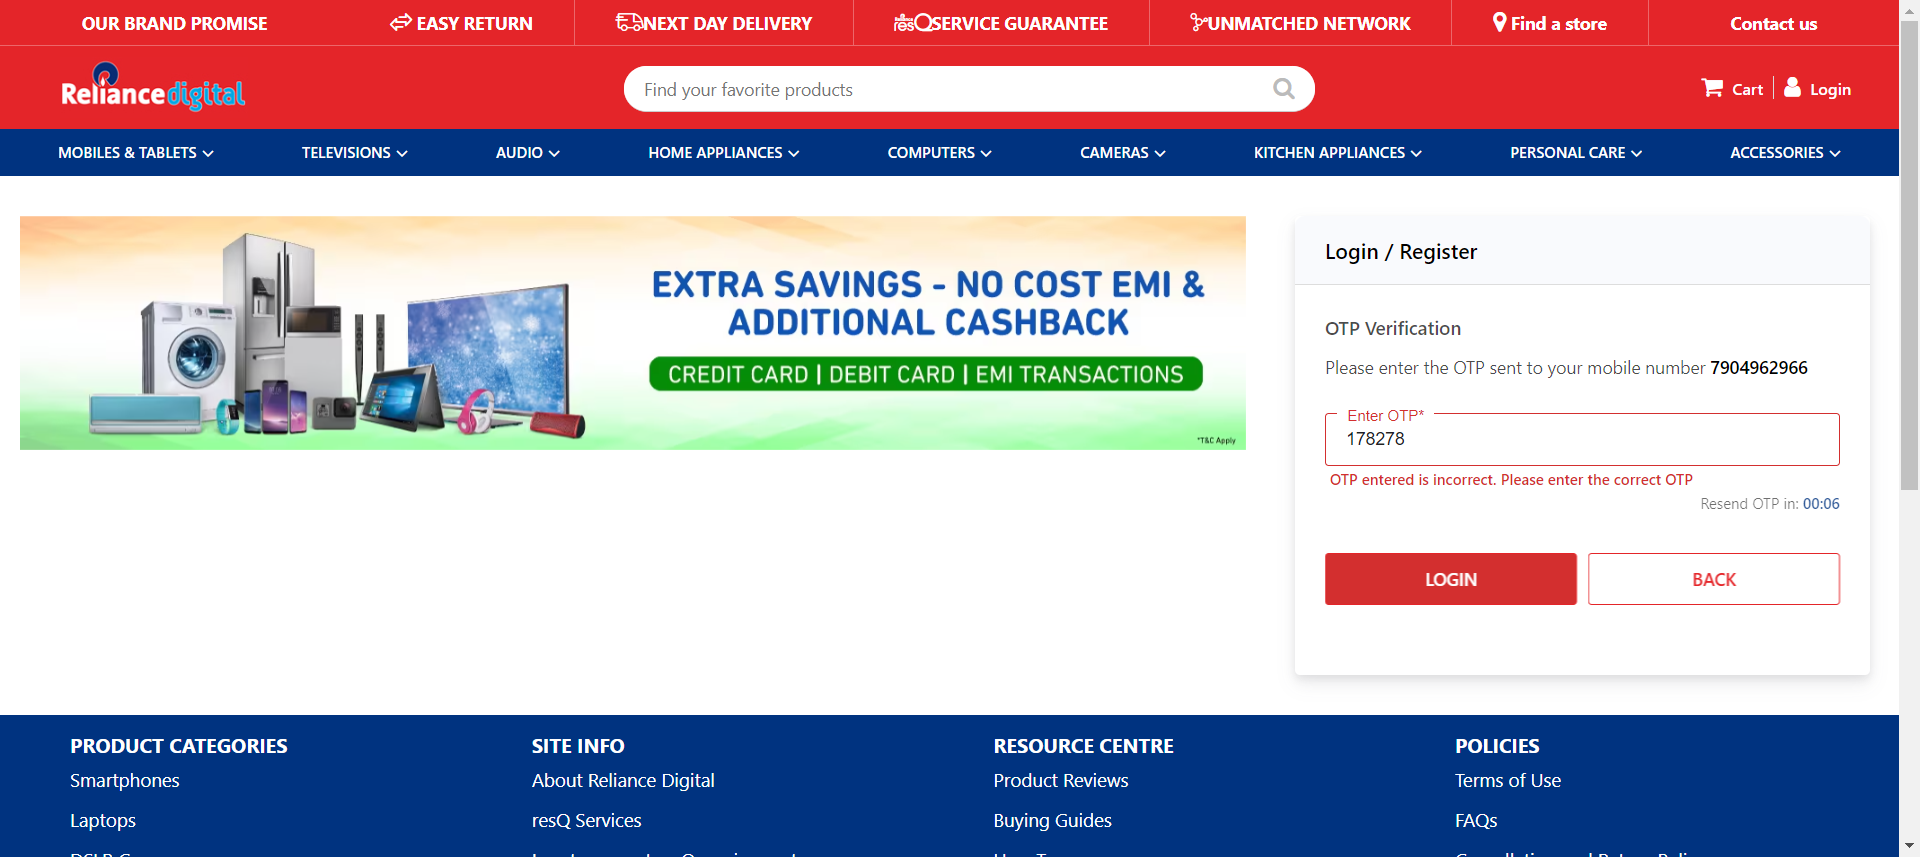 OUR BRAND PROMISE
EASY RETURN
NEXT DAY DELIVERY
resQ SERVICE GUARANTEE
UNMATCHED NETWORK
Find a store
Contact us
Reliance digital
Find your favorite products
Cart
Login
MOBILES & TABLETS
TELEVISIONS
AUDIO
HOME APPLIANCES
COMPUTERS
CAMERAS
KITCHEN APPLIANCES
PERSONAL CARE
ACCESSORIES
EXTRA SAVINGS - NO COST EMI &
ADDITIONAL CASHBACK
CREDIT CARD | DEBIT CARD | EMI TRANSACTIONS
*T&C Apply
Login / Register
OTP Verification
Please enter the OTP sent to your mobile number 7904962966
Enter OTP*
178278
OTP entered is incorrect. Please enter the correct OTP
Resend OTP in: 00:06
LOGIN
BACK
PRODUCT CATEGORIES
Smartphones
Laptops
SITE INFO
About Reliance Digital
resQ Services
RESOURCE CENTRE
Product Reviews
Buying Guides
POLICIES
Terms of Use
FAQs